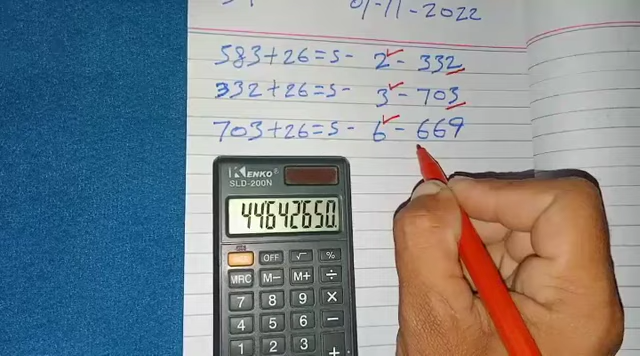 01-11-2022
583+26=5- 2- 332
332+26=5- 3- 703
703+26=5- 6- 669
KENKO
SLD-200N
44642650.
OFF √ ÷
MRC M− M+ ÷
7 8 9 ×
4 5 6 −
1 2 3 +